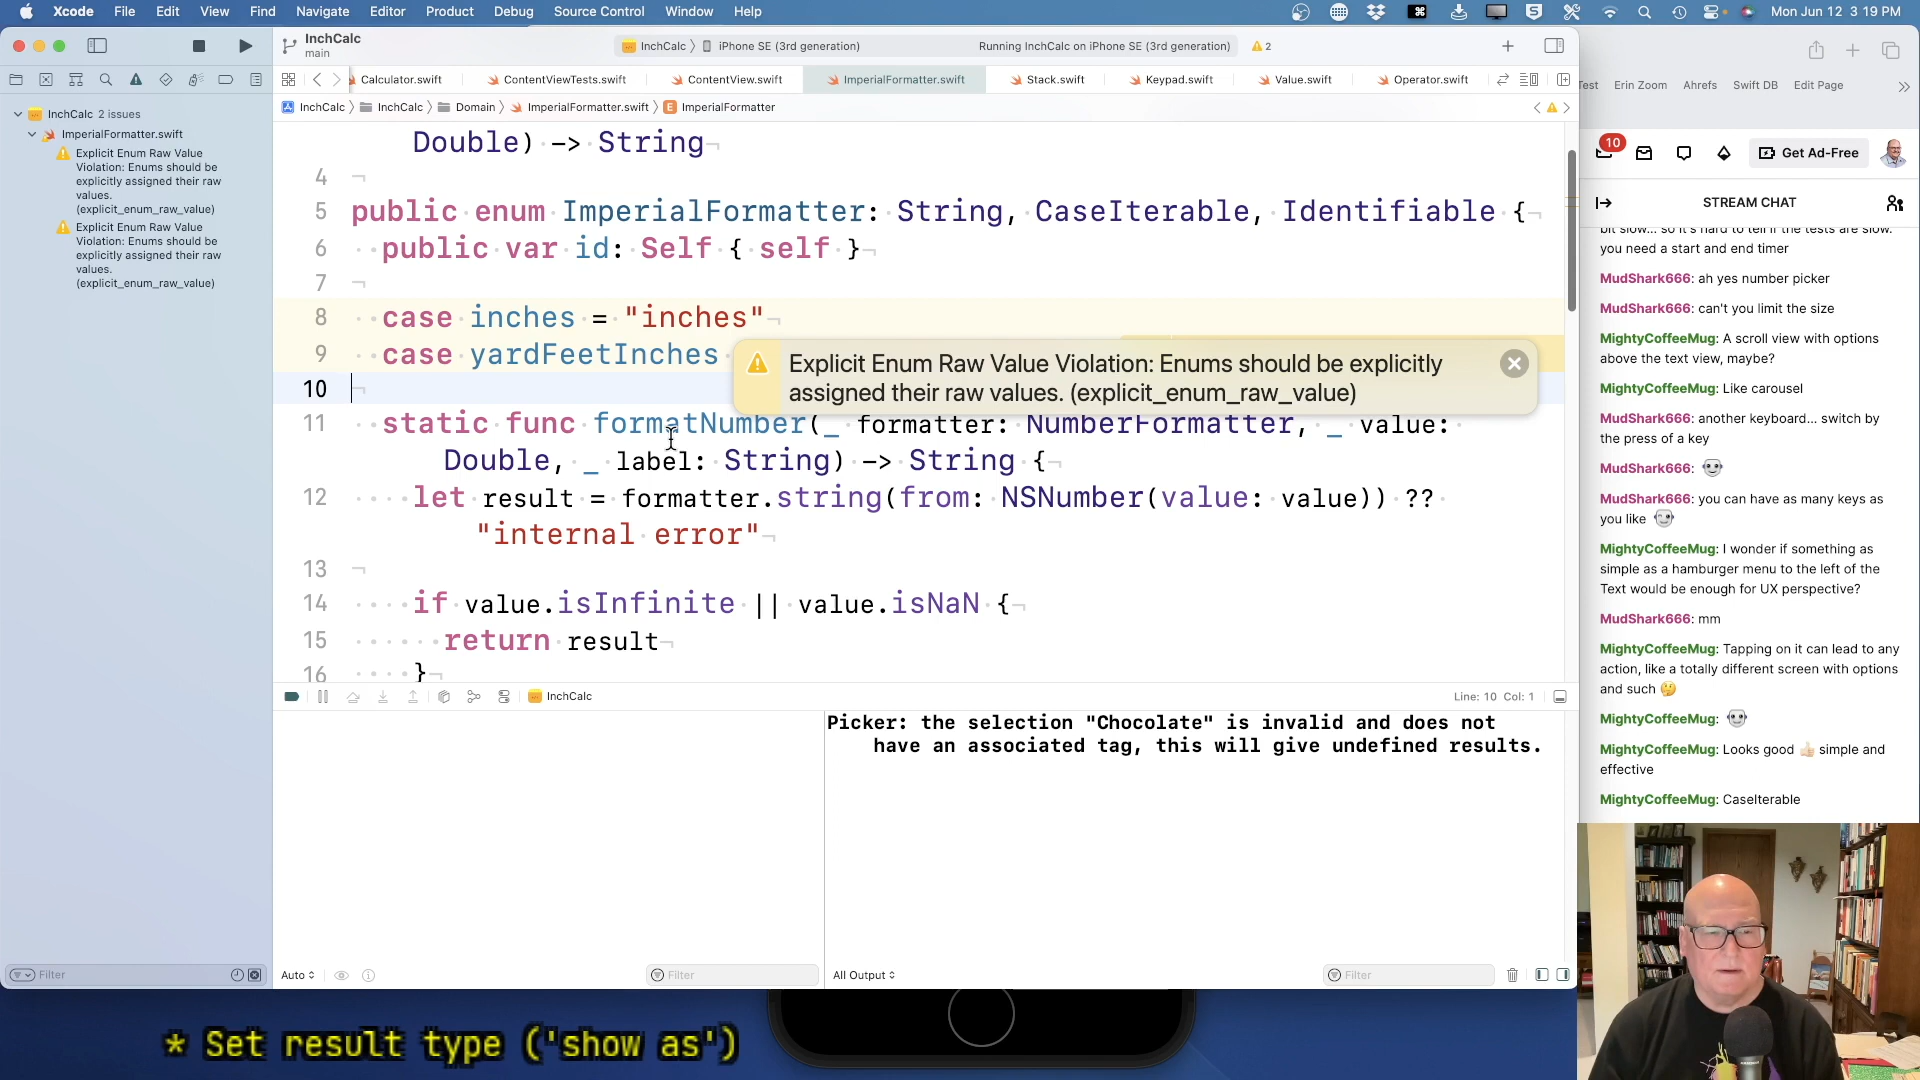 Xcode File Edit View Find Navigate Editor Product Debug Source Control Window Help
Mon Jun 12 3 19 PM
InchCalc
main
InchCalc iPhone SE (3rd generation)
Running InchCalc on iPhone SE (3rd generation)
2
Calculator.swift ContentViewTests.swift ContentView.swift ImperialFormatter.swift Stack.swift Keypad.swift Value.swift Operator.swift
InchCalc InchCalc Domain ImperialFormatter.swift E ImperialFormatter
InchCalc 2 issues
ImperialFormatter.swift
Explicit Enum Raw Value
Violation: Enums should be
explicitly assigned their raw
values.
(explicit_enum_raw_value)
Explicit Enum Raw Value
Violation: Enums should be
explicitly assigned their raw
values.
(explicit_enum_raw_value)
Filter
Double) -> String
4
5 public enum ImperialFormatter: String, CaseIterable, Identifiable {
6 public var id: Self { self }
7
8 case inches = "inches"
9 case yardFeetInches
Explicit Enum Raw Value Violation: Enums should be explicitly
assigned their raw values. (explicit_enum_raw_value)
10
11 static func formatNumber(_ formatter: NumberFormatter, _ value:
Double, _ label: String) -> String {
12 let result = formatter.string(from: NSNumber(value: value)) ??
"internal error"
13
14 if value.isInfinite || value.isNaN {
15 return result
16 }
InchCalc
Line: 10 Col: 1
Picker: the selection "Chocolate" is invalid and does not
have an associated tag, this will give undefined results.
Auto
Filter
All Output
Filter
* Set result type ('show as')
Erin Zoom Ahrefs Swift DB Edit Page
10
Get Ad-Free
STREAM CHAT
bit slow... so it's hard to tell if the tests are slow.
you need a start and end timer
MudShark666: ah yes number picker
MudShark666: can't you limit the size
MightyCoffeeMug: A scroll view with options
above the text view, maybe?
MightyCoffeeMug: Like carousel
MudShark666: another keyboard... switch by
the press of a key
MudShark666:
MudShark666: you can have as many keys as
you like
MightyCoffeeMug: I wonder if something as
simple as a hamburger menu to the left of the
Text would be enough for UX perspective?
MudShark666: mm
MightyCoffeeMug: Tapping on it can lead to any
action, like a totally different screen with options
and such 🤔
MightyCoffeeMug:
MightyCoffeeMug: Looks good 👍🏻 simple and
effective
MightyCoffeeMug: CaseIterable